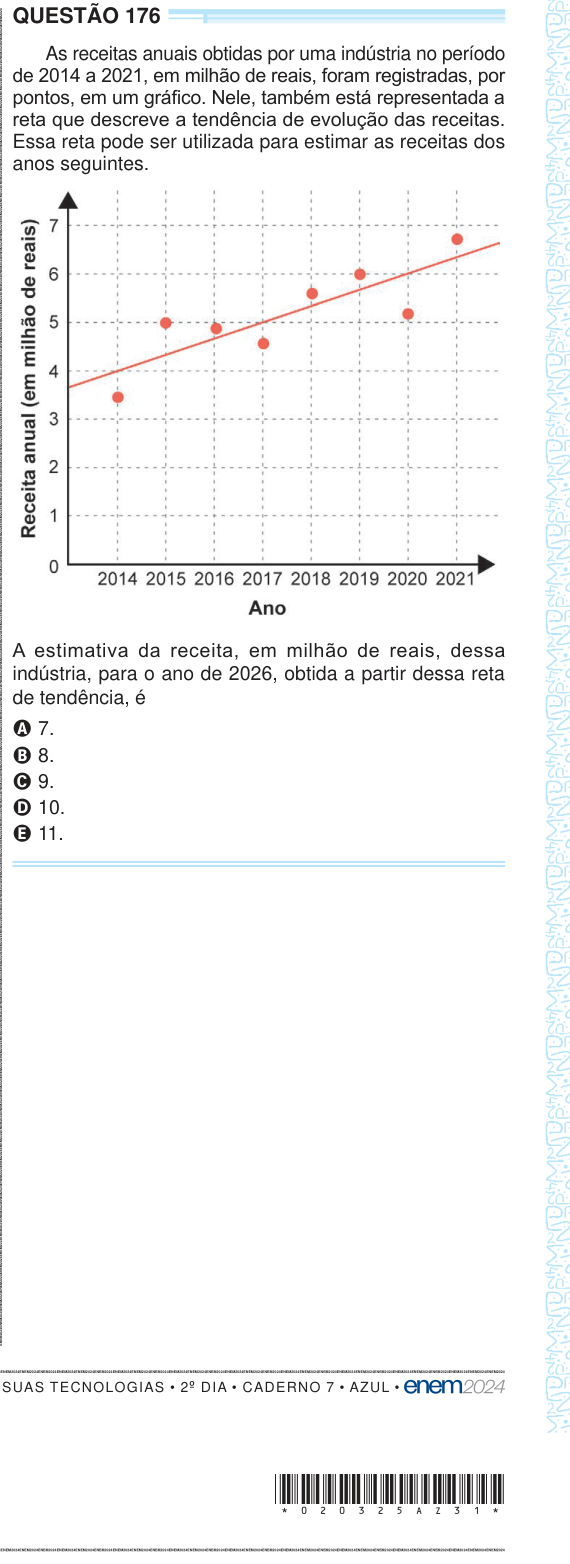 QUESTÃO 176
As receitas anuais obtidas por uma indústria no período
de 2014 a 2021, em milhão de reais, foram registradas, por
pontos, em um gráfico. Nele, também está representada a
reta que descreve a tendência de evolução das receitas.
Essa reta pode ser utilizada para estimar as receitas dos
anos seguintes.
Receita anual (em milhão de reais)
7
6
5
4
3
2
1
0
2014 2015 2016 2017 2018 2019 2020 2021
Ano
A estimativa da receita, em milhão de reais, dessa
indústria, para o ano de 2026, obtida a partir dessa reta
de tendência, é
A 7.
B 8.
C 9.
D 10.
E 11.
SUAS TECNOLOGIAS • 2º DIA • CADERNO 7 • AZUL • enem2024
* 0 2 0 3 2 5 A Z 3 1 *